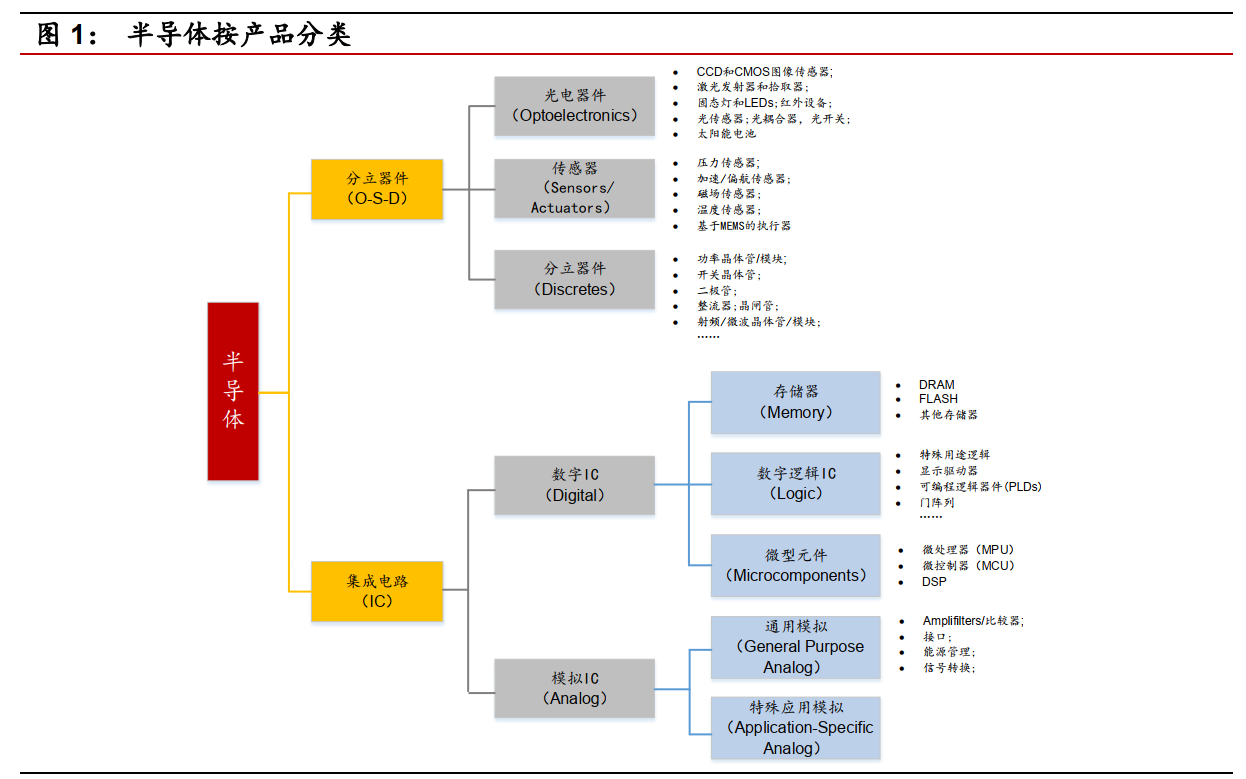 图 1： 半导体按产品分类
半
导
体
分立器件
（O-S-D）
光电器件
（Optoelectronics）
● CCD和CMOS图像传感器;
● 激光发射器和拾取器;
● 固态灯和LEDs;红外设备;
● 光传感器;光耦合器，光开关;
● 太阳能电池
传感器
（Sensors/
Actuators）
● 压力传感器;
● 加速/偏航传感器;
● 磁场传感器;
● 温度传感器;
● 基于MEMS的执行器
分立器件
（Discretes）
● 功率晶体管/模块;
● 开关晶体管;
● 二极管;
● 整流器;晶闸管;
● 射频/微波晶体管/模块;
……
集成电路
（IC）
数字IC
（Digital）
存储器
（Memory）
● DRAM
● FLASH
● 其他存储器
数字逻辑IC
（Logic）
● 特殊用途逻辑
● 显示驱动器
● 可编程逻辑器件(PLDs)
● 门阵列
……
微型元件
（Microcomponents）
● 微处理器（MPU）
● 微控制器（MCU）
● DSP
模拟IC
（Analog）
通用模拟
（General Purpose
Analog）
● Amplifilters/比较器;
● 接口;
● 能源管理;
● 信号转换;
特殊应用模拟
（Application-Specific
Analog）